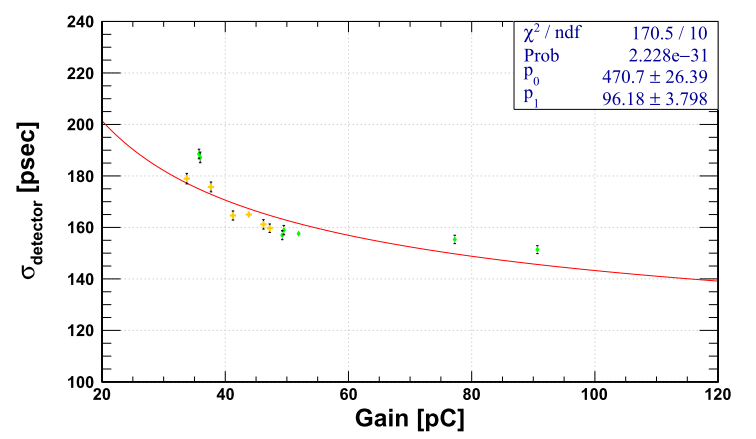 240
220
200
180
160
140
120
100
σdetector [psec]
χ² / ndf 170.5 / 10
Prob 2.228e−31
p0 470.7 ± 26.39
p1 96.18 ± 3.798
20 40 60 80 100 120
Gain [pC]